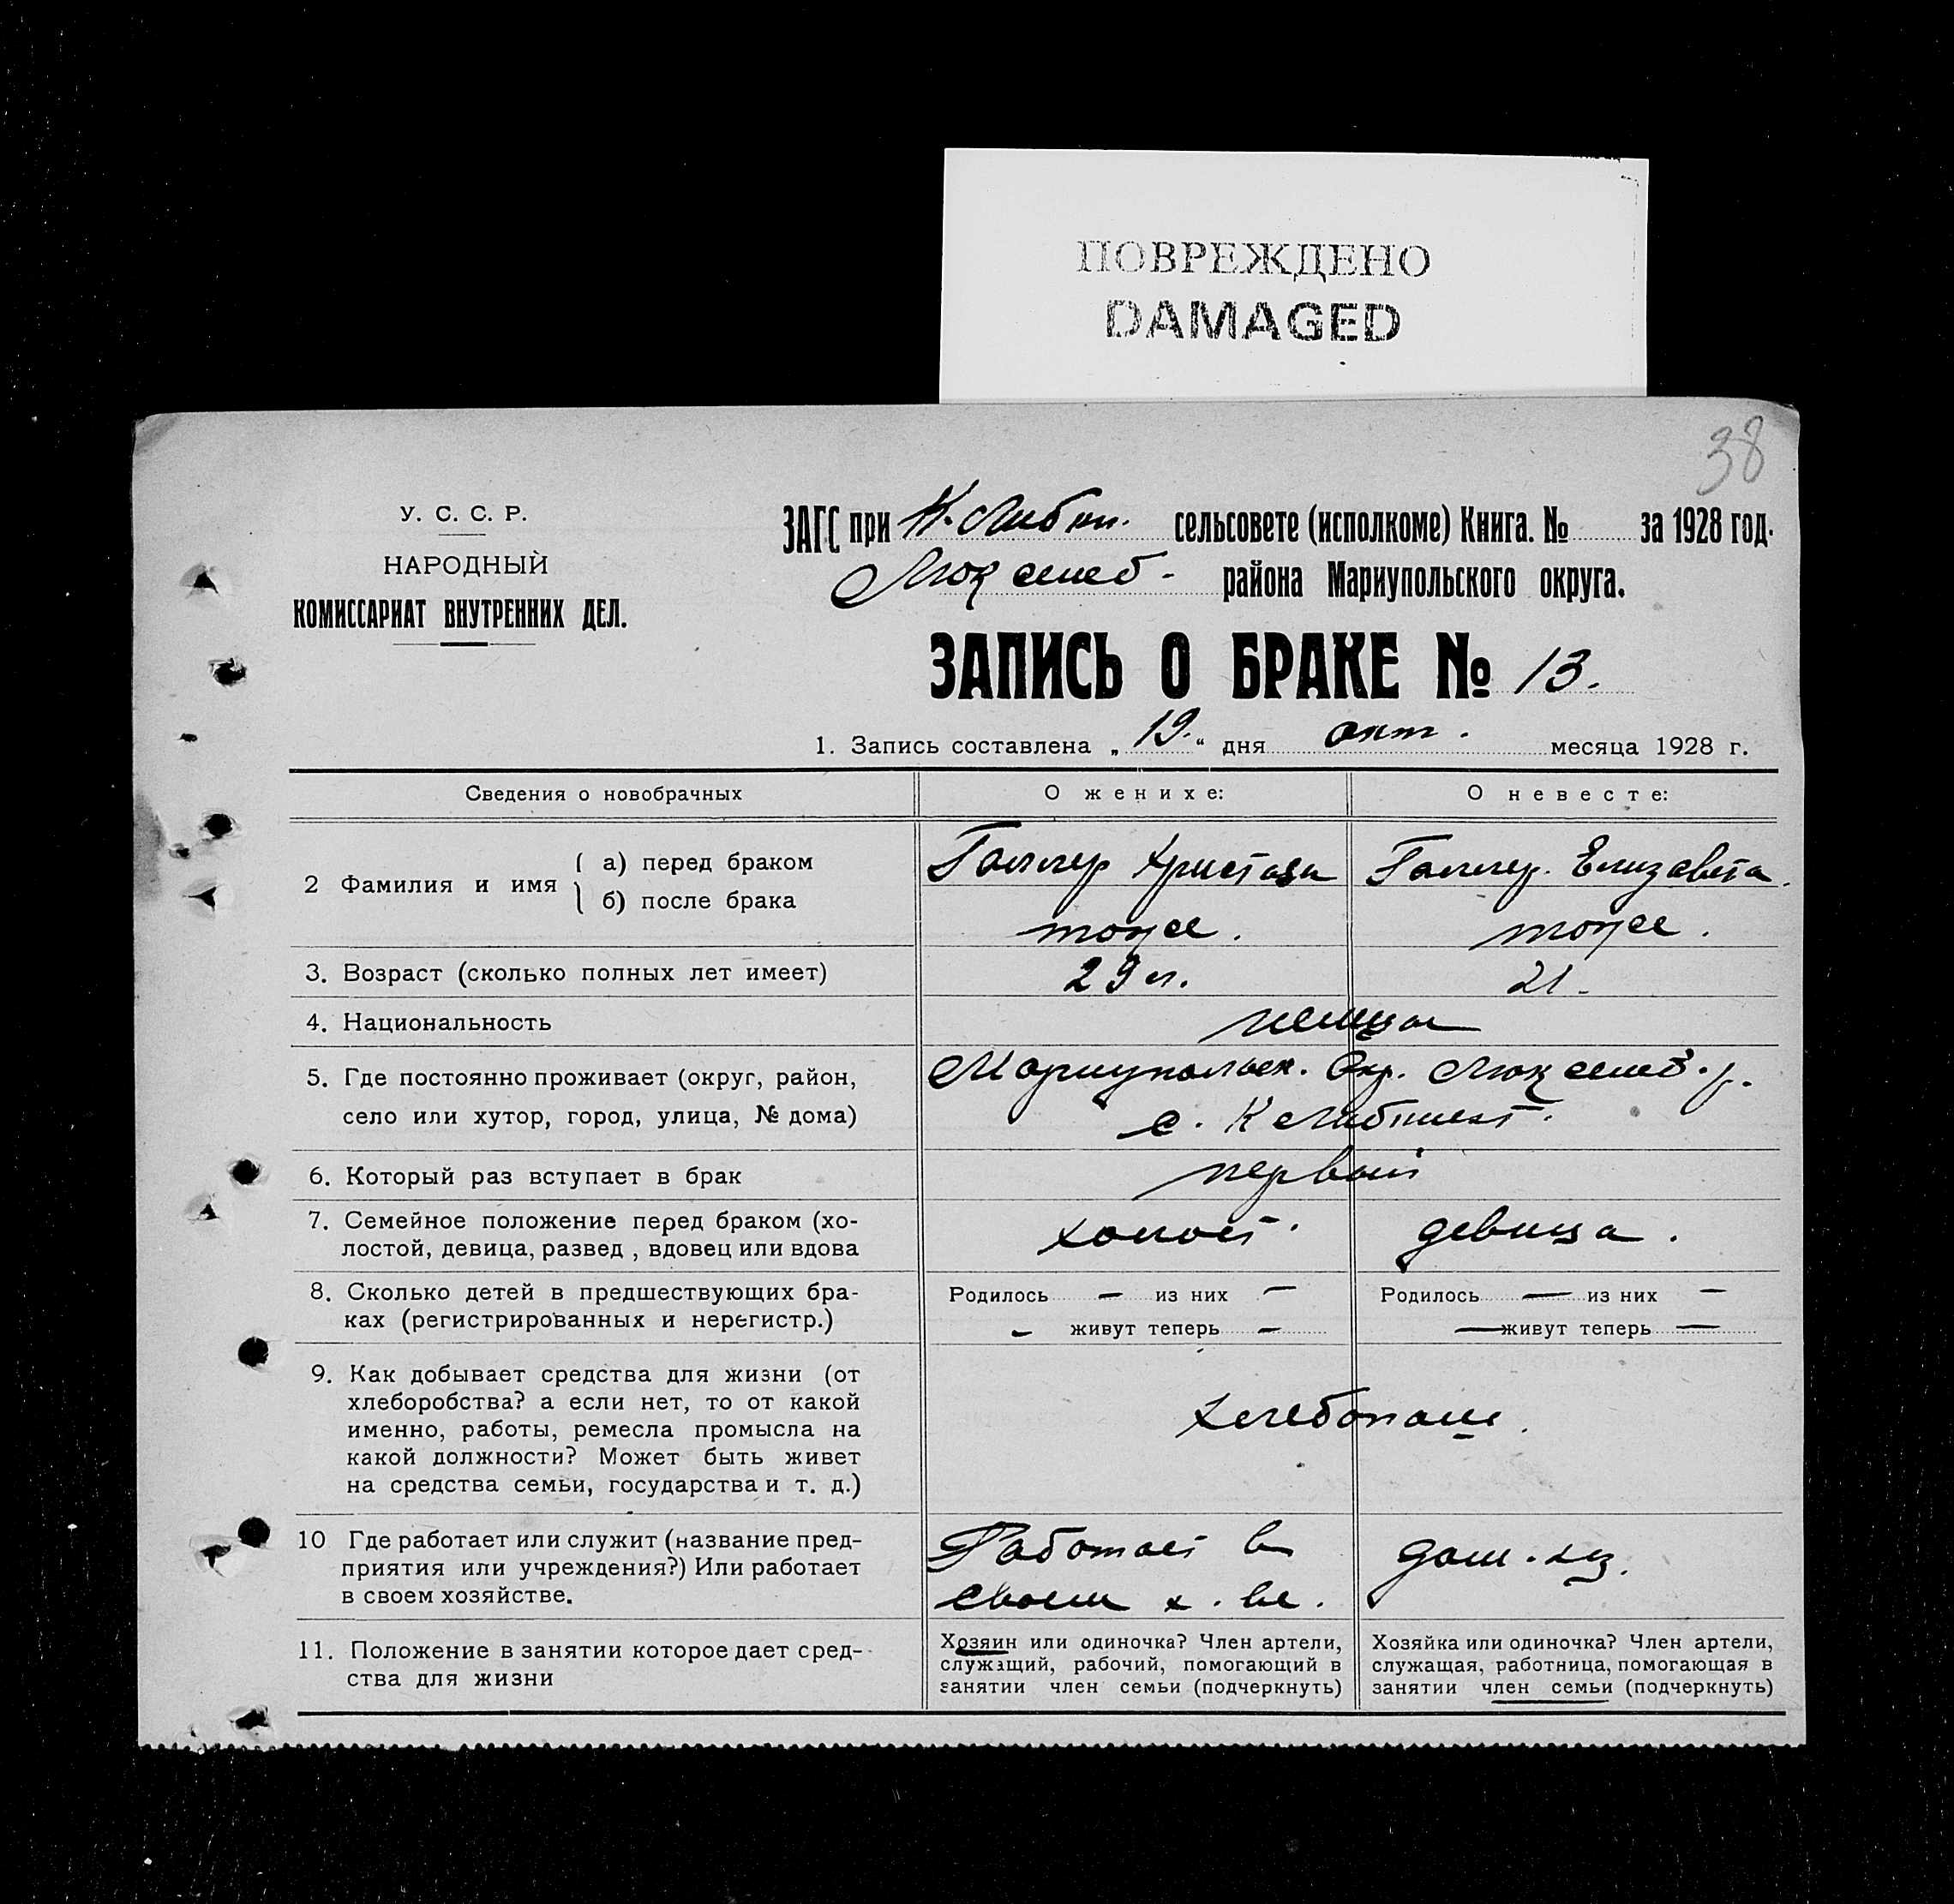 ПОВРЕЖДЕНО
DAMAGED
38
У. С. С. Р.
НАРОДНЫЙ
КОМИССАРИАТ ВНУТРЕННИХ ДЕЛ.
ЗАГС при К. Либкн. сельсовете (исполкоме) Книга. № за 1928 год.
Люксемб. района Мариупольского округа.
ЗАПИСЬ О БРАКЕ № 13.
1. Запись составлена „19.“ дня окт. месяца 1928 г.
Сведения о новобрачных
О женихе:
О невесте:
2 Фамилия и имя
а) перед браком
б) после брака
Христиан
Елизавета
тоже.
тоже.
3. Возраст (сколько полных лет имеет)
29 л.
21.
4. Национальность
немцы
5. Где постоянно проживает (округ, район,
село или хутор, город, улица, № дома)
Мариупольск. Окр. Люксемб. р.
с. К Либкнехт.
6. Который раз вступает в брак
первый
7. Семейное положение перед браком (хо-
лостой, девица, развед , вдовец или вдова
холост.
девица.
8. Сколько детей в предшествующих бра-
ках (регистрированных и нерегистр.)
Родилось — из них —
— живут теперь —
Родилось — из них —
— живут теперь —
9. Как добывает средства для жизни (от
хлеборобства? а если нет, то от какой
именно, работы, ремесла промысла на
какой должности? Может быть живет
на средства семьи, государства и т. д.)
хлебопаш.
10 Где работает или служит (название пред-
приятия или учреждения?) Или работает
в своем хозяйстве.
Работает в
своем х. ве.
дом. хоз.
11. Положение в занятии которое дает сред-
ства для жизни
Хозяин или одиночка? Член артели,
служащий, рабочий, помогающий в
занятии член семьи (подчеркнуть)
Хозяйка или одиночка? Член артели,
служащая, работница, помогающая в
занятии член семьи (подчеркнуть)